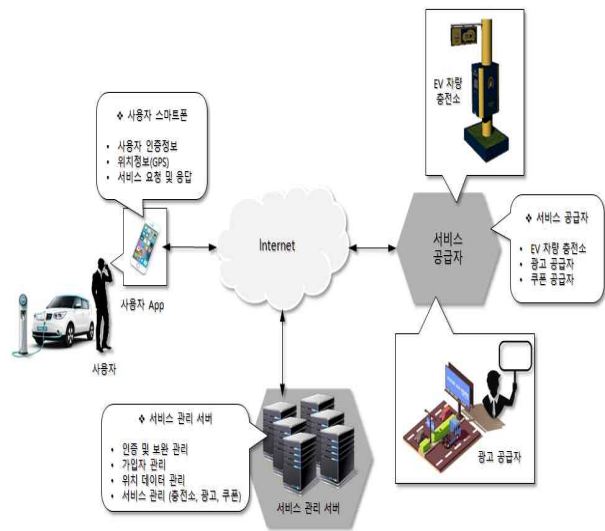 EV 차량
충전소
❖ 사용자 스마트폰
• 사용자 인증정보
• 위치정보(GPS)
• 서비스 요청 및 응답
사용자 App
사용자
Internet
서비스
공급자
❖ 서비스 공급자
• EV 차량 충전소
• 광고 공급자
• 쿠폰 공급자
광고 공급자
❖ 서비스 관리 서버
• 인증 및 보완 관리
• 가입자 관리
• 위치 데이터 관리
• 서비스 관리 (충전소, 광고, 쿠폰)
서비스 관리 서버